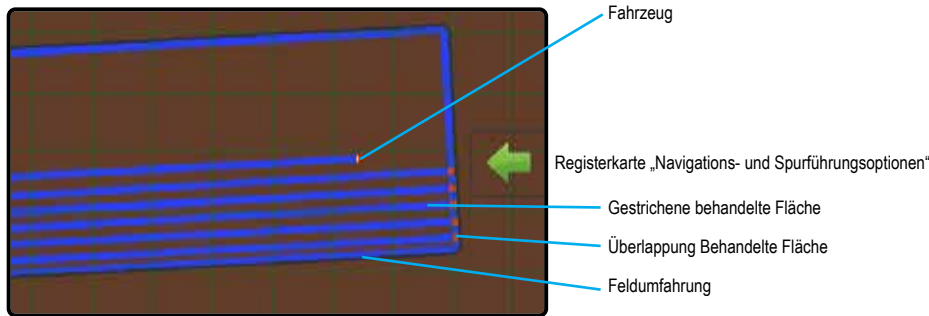 Fahrzeug
Registerkarte „Navigations- und Spurführungsoptionen“
Gestrichene behandelte Fläche
Überlappung Behandelte Fläche
Feldumfahrung